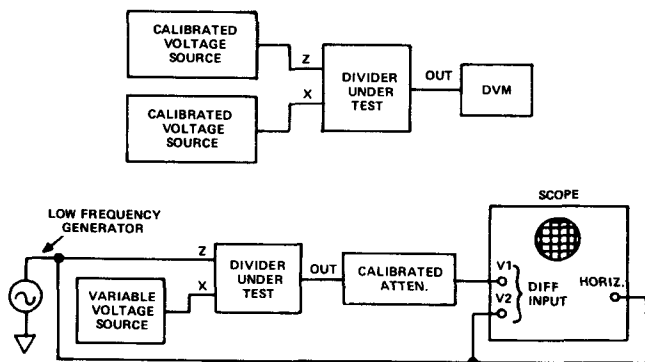 CALIBRATED
VOLTAGE
SOURCE
Z
CALIBRATED
VOLTAGE
SOURCE
X
DIVIDER
UNDER
TEST
OUT
DVM
LOW FREQUENCY
GENERATOR
Z
VARIABLE
VOLTAGE
SOURCE
X
DIVIDER
UNDER
TEST
OUT
CALIBRATED
ATTEN.
SCOPE
V1
V2
DIFF
INPUT
HORIZ.